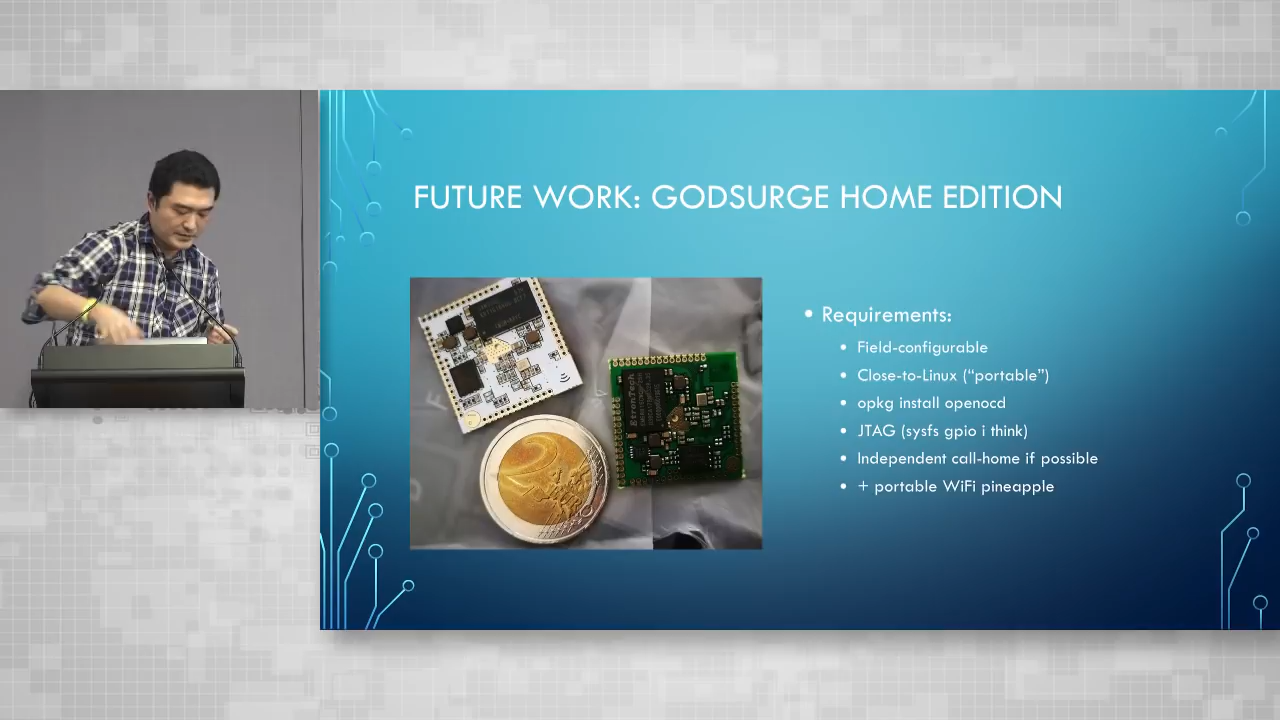 FUTURE WORK: GODSURGE HOME EDITION
• Requirements:
• Field-configurable
• Close-to-Linux (“portable”)
• opkg install openocd
• JTAG (sysfs gpio i think)
• Independent call-home if possible
• + portable WiFi pineapple
EtronTech